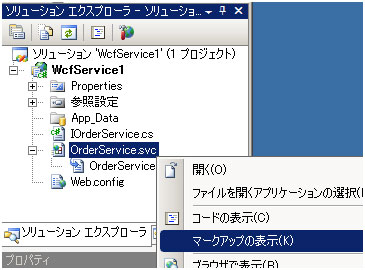 ソリューション エクスプローラ - ソリューショ...
ソリューション 'WcfService1' (1 プロジェクト)
WcfService1
Properties
参照設定
App_Data
IOrderService.cs
OrderService.svc
OrderService
Web.config
開く(O)
ファイルを開くアプリケーションの選択(
コードの表示(C)
マークアップの表示(K)
ブラウザで表示(B)
ソリューション エクスプローラ
プロパティ